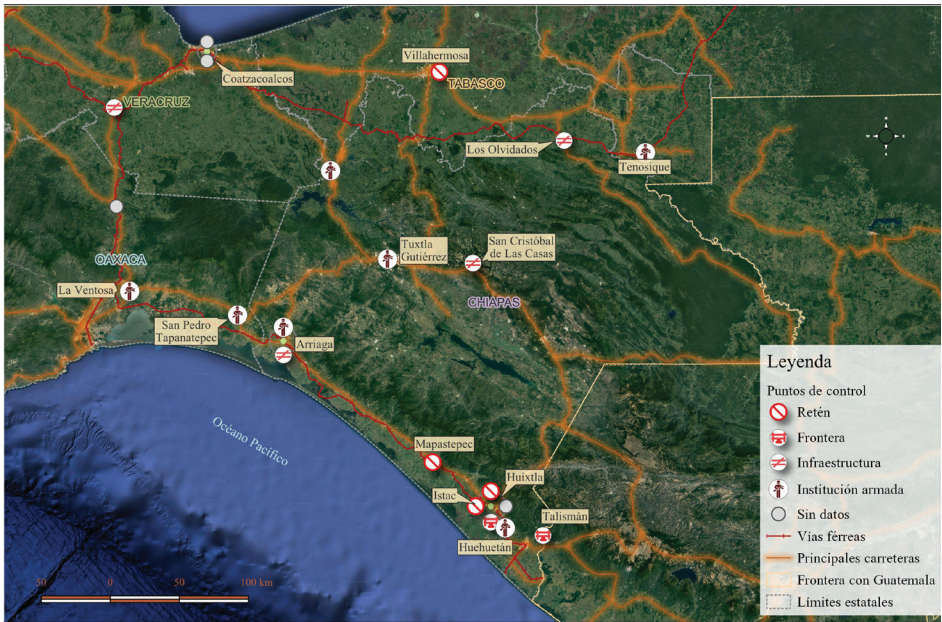 Villahermosa
TABASCO
Coatzacoalcos
VERACRUZ
Los Olvidados
Tenosique
Tuxtla
Gutiérrez
San Cristóbal
de Las Casas
OAXACA
La Ventosa
CHIAPAS
San Pedro
Tapanatepec
Arriaga
Océano Pacífico
Mapastepec
Huixtla
Istac
Talismán
Huehuetán
50 0 50 100 km
Leyenda
Puntos de control
Retén
Frontera
Infraestructura
Institución armada
Sin datos
Vías férreas
Principales carreteras
Frontera con Guatemala
Límites estatales